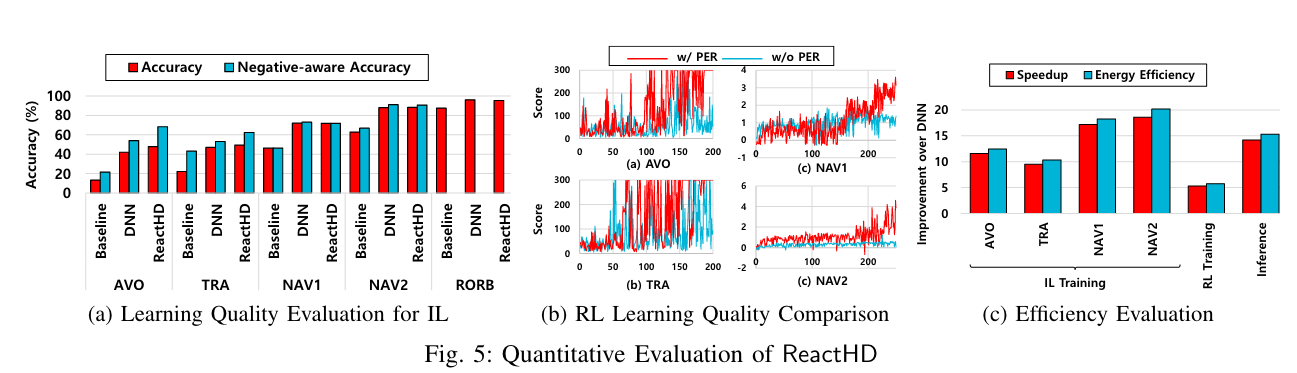 Accuracy Negative-aware Accuracy
Accuracy (%)
100
80
60
40
20
0
Baseline DNN ReactHD Baseline DNN ReactHD Baseline DNN ReactHD Baseline DNN ReactHD Baseline DNN ReactHD
AVO TRA NAV1 NAV2 RORB
(a) Learning Quality Evaluation for IL
w/ PER w/o PER
Score
300
200
100
0
0 50 100 150 200
(a) AVO
4
3
2
1
0
-1
0 100 200
(c) NAV1
Score
300
200
100
0
0 50 100 150 200
(b) TRA
6
4
2
0
-2
0 100 200
(c) NAV2
(b) RL Learning Quality Comparison
Speedup Energy Efficiency
Improvement over DNN
20
15
10
5
0
AVO TRA NAV1 NAV2 RL Training Inference
IL Training
(c) Efficiency Evaluation
Fig. 5: Quantitative Evaluation of ReactHD